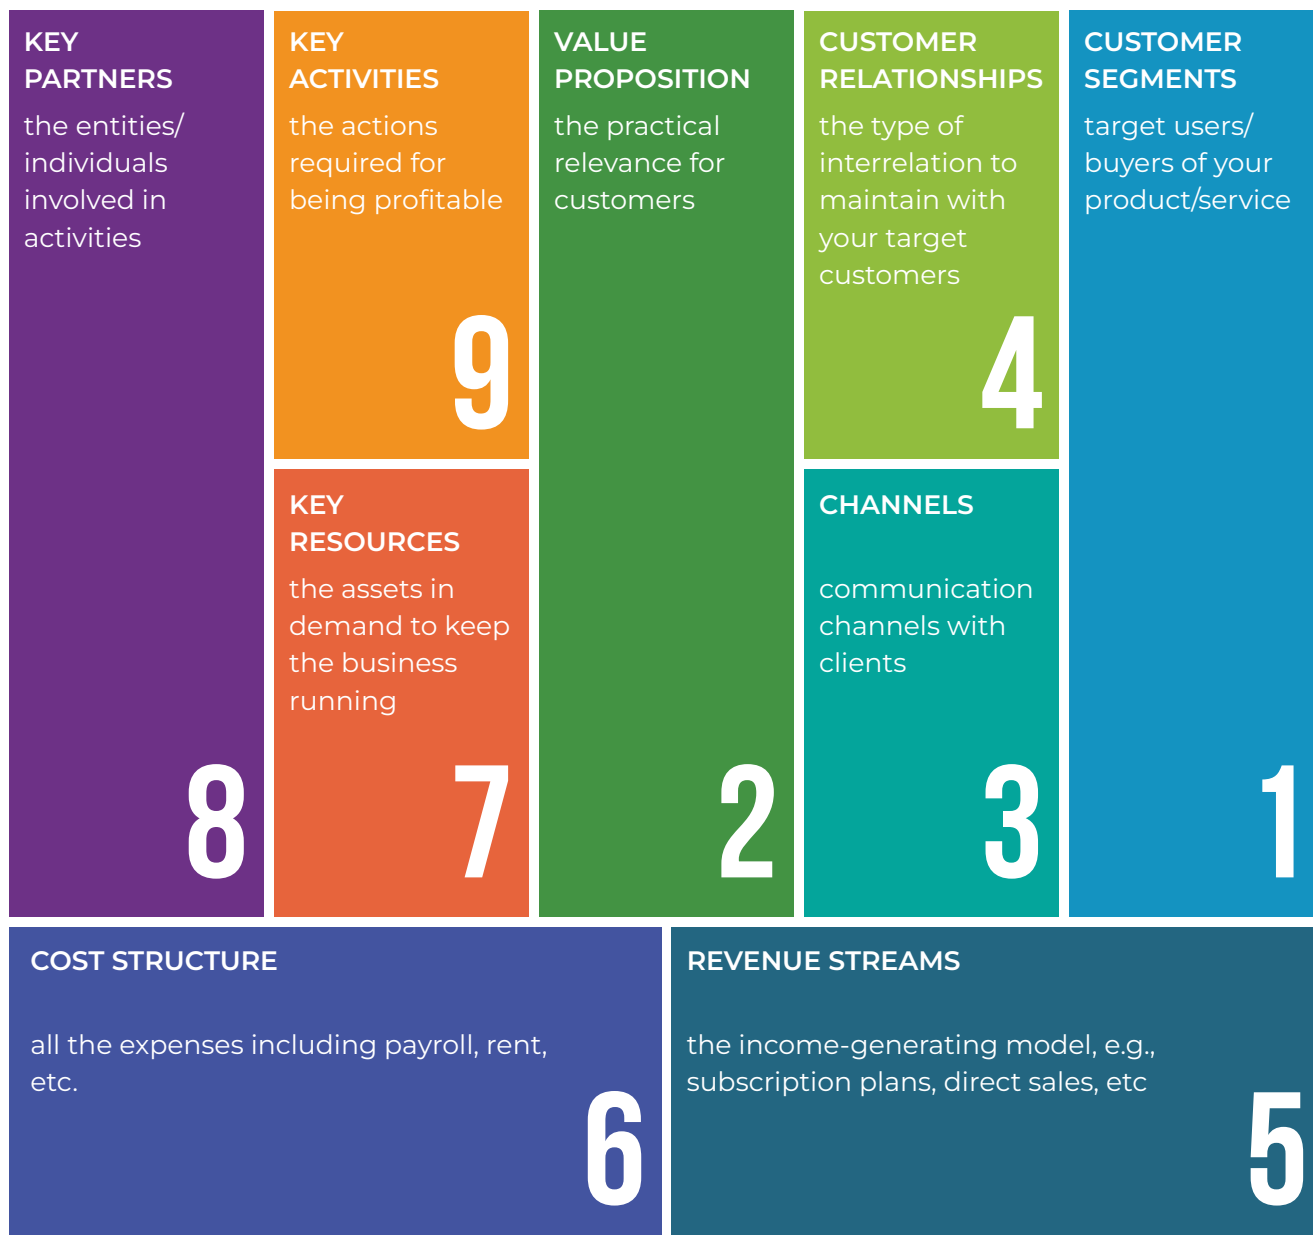 KEY
PARTNERS
the entities/
individuals
involved in
activities
8
KEY
ACTIVITIES
the actions
required for
being profitable
9
KEY
RESOURCES
the assets in
demand to keep
the business
running
7
VALUE
PROPOSITION
the practical
relevance for
customers
2
CUSTOMER
RELATIONSHIPS
the type of
interrelation to
maintain with
your target
customers
4
CHANNELS
communication
channels with
clients
3
CUSTOMER
SEGMENTS
target users/
buyers of your
product/service
1
COST STRUCTURE
all the expenses including payroll, rent,
etc.
6
REVENUE STREAMS
the income-generating model, e.g.,
subscription plans, direct sales, etc
5